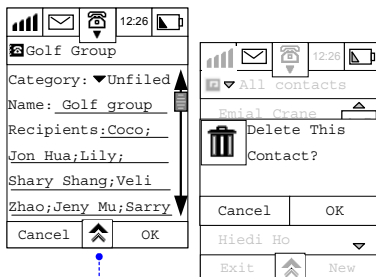 12:26
Golf Group
Category: Unfiled
Name: Golf group
Recipients:Coco;
Jon Hua;Lily;
Shary Shang;Veli
Zhao;Jeny Mu;Sarry
Cancel OK
12:26
All contacts
Emial Crane
Delete This
Contact?
Cancel OK
Hiedi Ho
Exit New